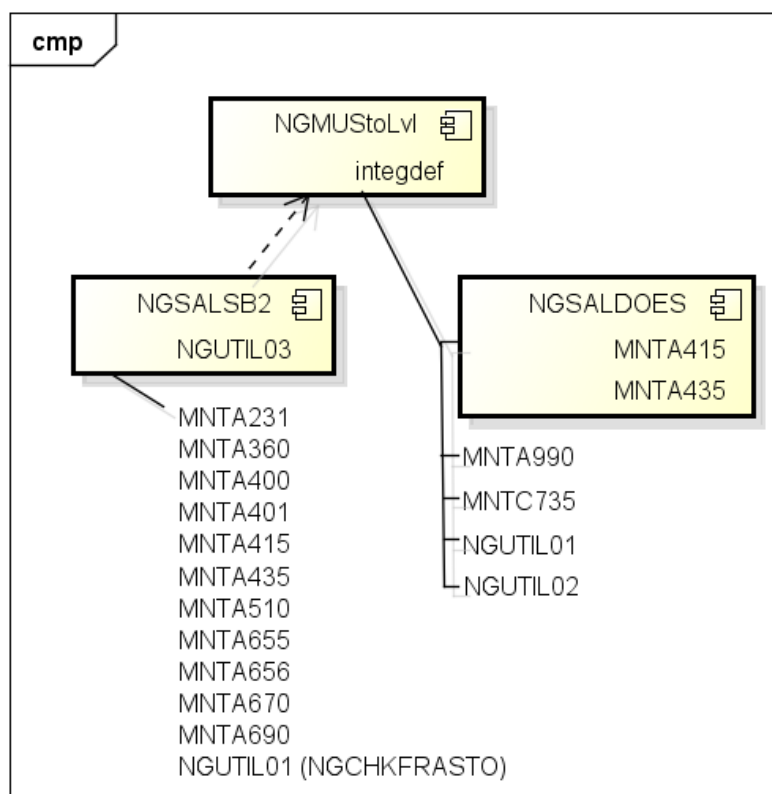 cmp
NGMUStoLvl
integdef
NGSALSB2
NGUTIL03
MNTA231
MNTA360
MNTA400
MNTA401
MNTA415
MNTA435
MNTA510
MNTA655
MNTA656
MNTA670
MNTA690
NGUTIL01 (NGCHKFRASTO)
NGSALDOES
MNTA415
MNTA435
MNTA990
MNTC735
NGUTIL01
NGUTIL02